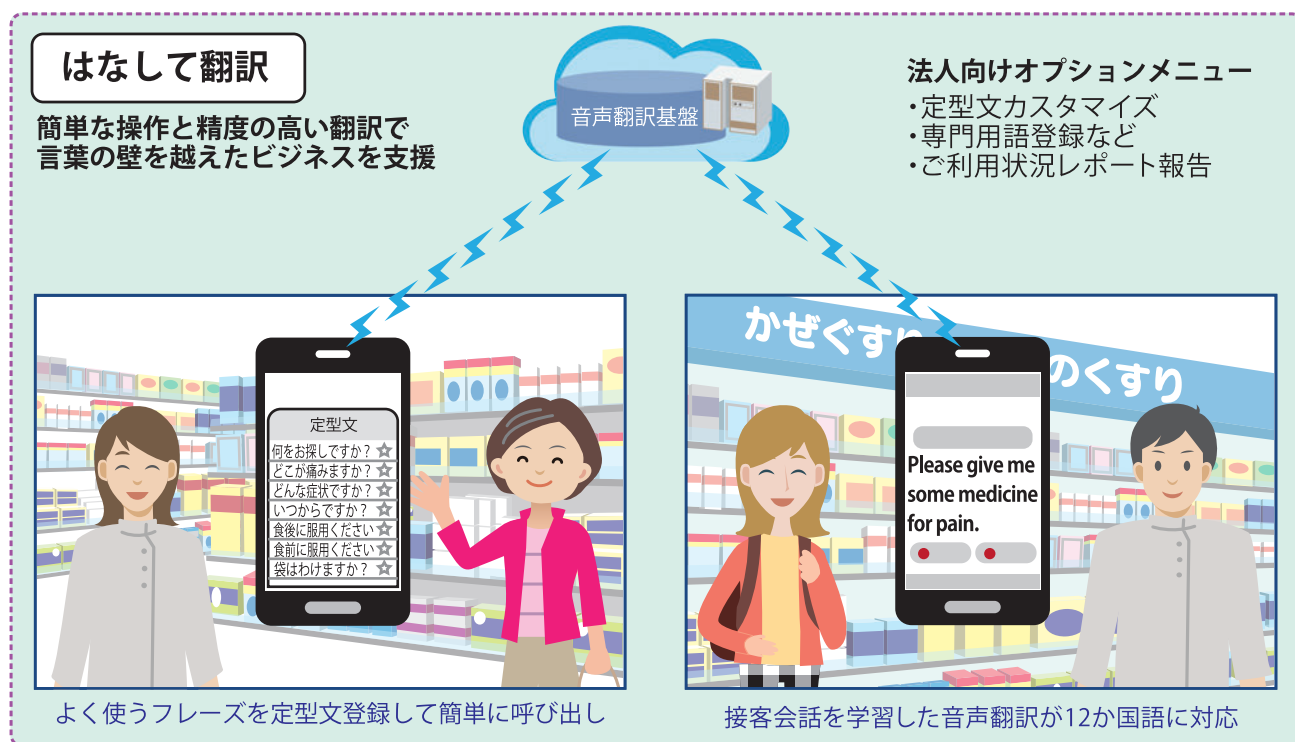 はなして翻訳
簡単な操作と精度の高い翻訳で
言葉の壁を越えたビジネスを支援
音声翻訳基盤
法人向けオプションメニュー
・定型文カスタマイズ
・専門用語登録など
・ご利用状況レポート報告
定型文
何をお探しですか？
どこが痛みますか？
どんな症状ですか？
いつからですか？
食後に服用ください
食前に服用ください
袋はわけますか？
よく使うフレーズを定型文登録して簡単に呼び出し
かぜぐすり
のくすり
Please give me
some medicine
for pain.
接客会話を学習した音声翻訳が12か国語に対応